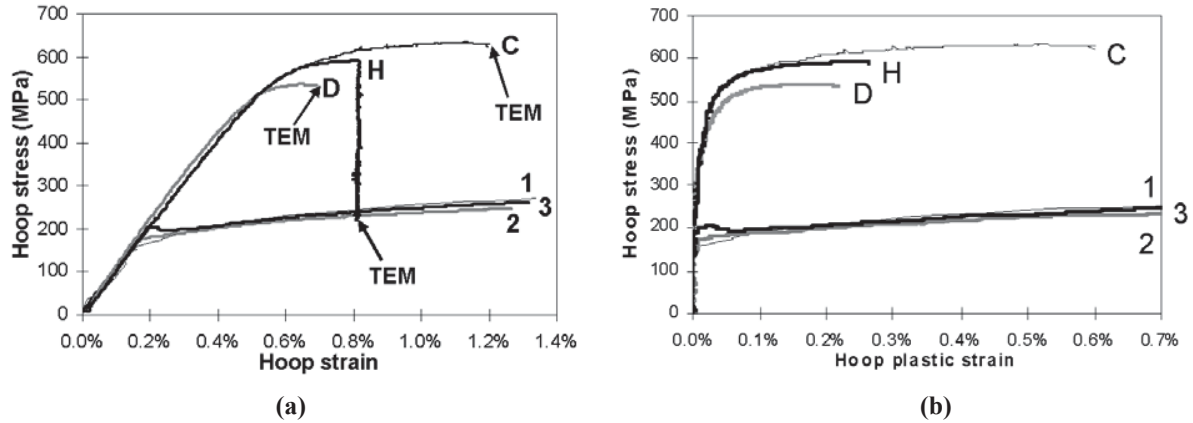 700
600
500
400
300
200
100
0
Hoop stress (MPa)
C
H
D
TEM
TEM
1
3
2
TEM
0.0% 0.2% 0.4% 0.6% 0.8% 1.0% 1.2% 1.4%
Hoop strain
(a)
700
600
500
400
300
200
100
0
Hoop stress (MPa)
C
H
D
1
3
2
0.0% 0.1% 0.2% 0.3% 0.4% 0.5% 0.6% 0.7%
Hoop plastic strain
(b)